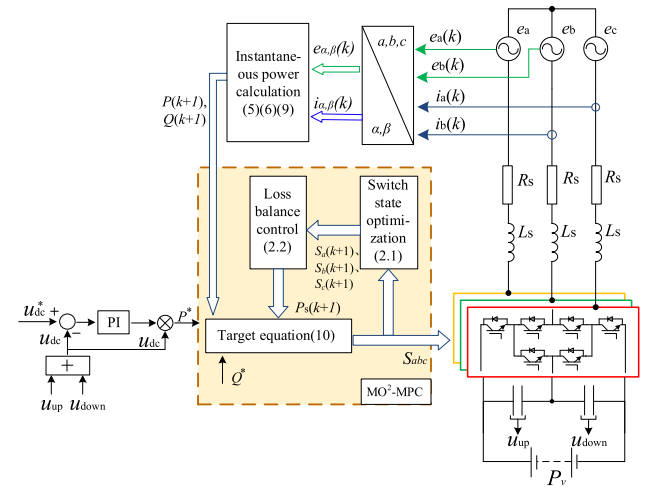 Instantane-
ous power
calculation
(5)(6)(9)
eα,β(k)
iα,β(k)
a,b,c
α,β
ea(k)
eb(k)
ia(k)
ib(k)
ea
eb
ec
P(k+1),
Q(k+1)
Rs
Rs
Rs
Ls
Ls
Ls
Loss
balance
control
(2.2)
Switch
state
optimi-
zation
(2.1)
Sa(k+1)、
Sb(k+1)、
Sc(k+1)
Ps(k+1)
u*dc
+
−
PI
P*
udc
udc
+
uup
udown
Target equation(10)
Q*
Sabc
MO²-MPC
uup
udown
Pv